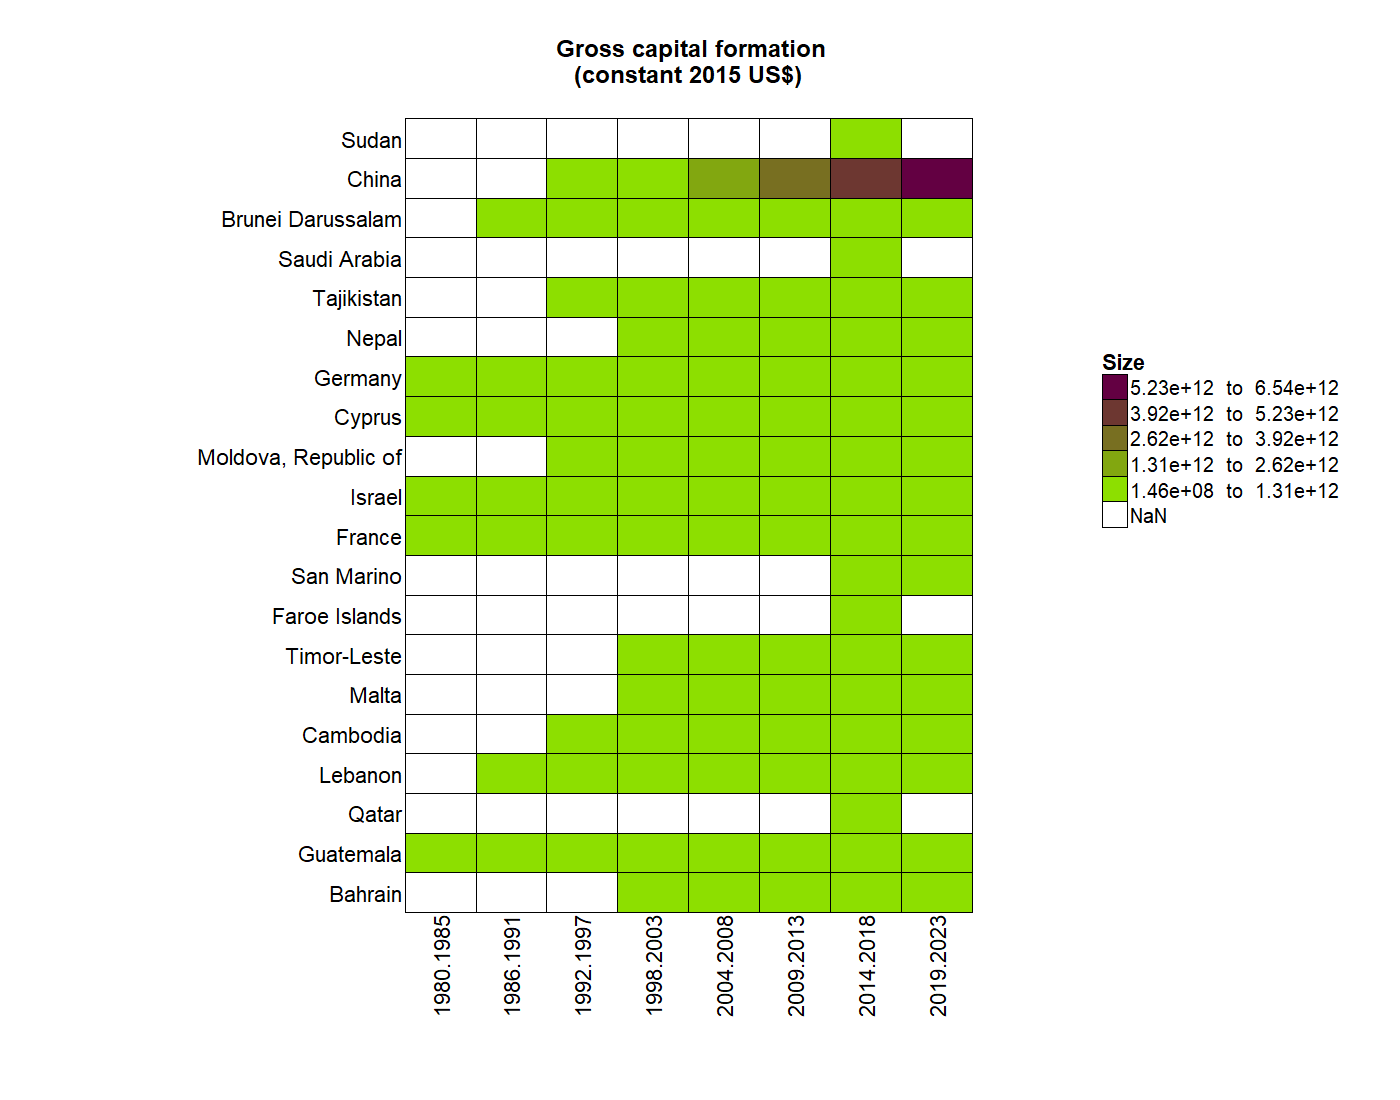 Gross capital formation
(constant 2015 US$)
Sudan
China
Brunei Darussalam
Saudi Arabia
Tajikistan
Nepal
Germany
Cyprus
Moldova, Republic of
Israel
France
San Marino
Faroe Islands
Timor-Leste
Malta
Cambodia
Lebanon
Qatar
Guatemala
Bahrain
1980.1985
1986.1991
1992.1997
1998.2003
2004.2008
2009.2013
2014.2018
2019.2023
Size
5.23e+12 to 6.54e+12
3.92e+12 to 5.23e+12
2.62e+12 to 3.92e+12
1.31e+12 to 2.62e+12
1.46e+08 to 1.31e+12
NaN